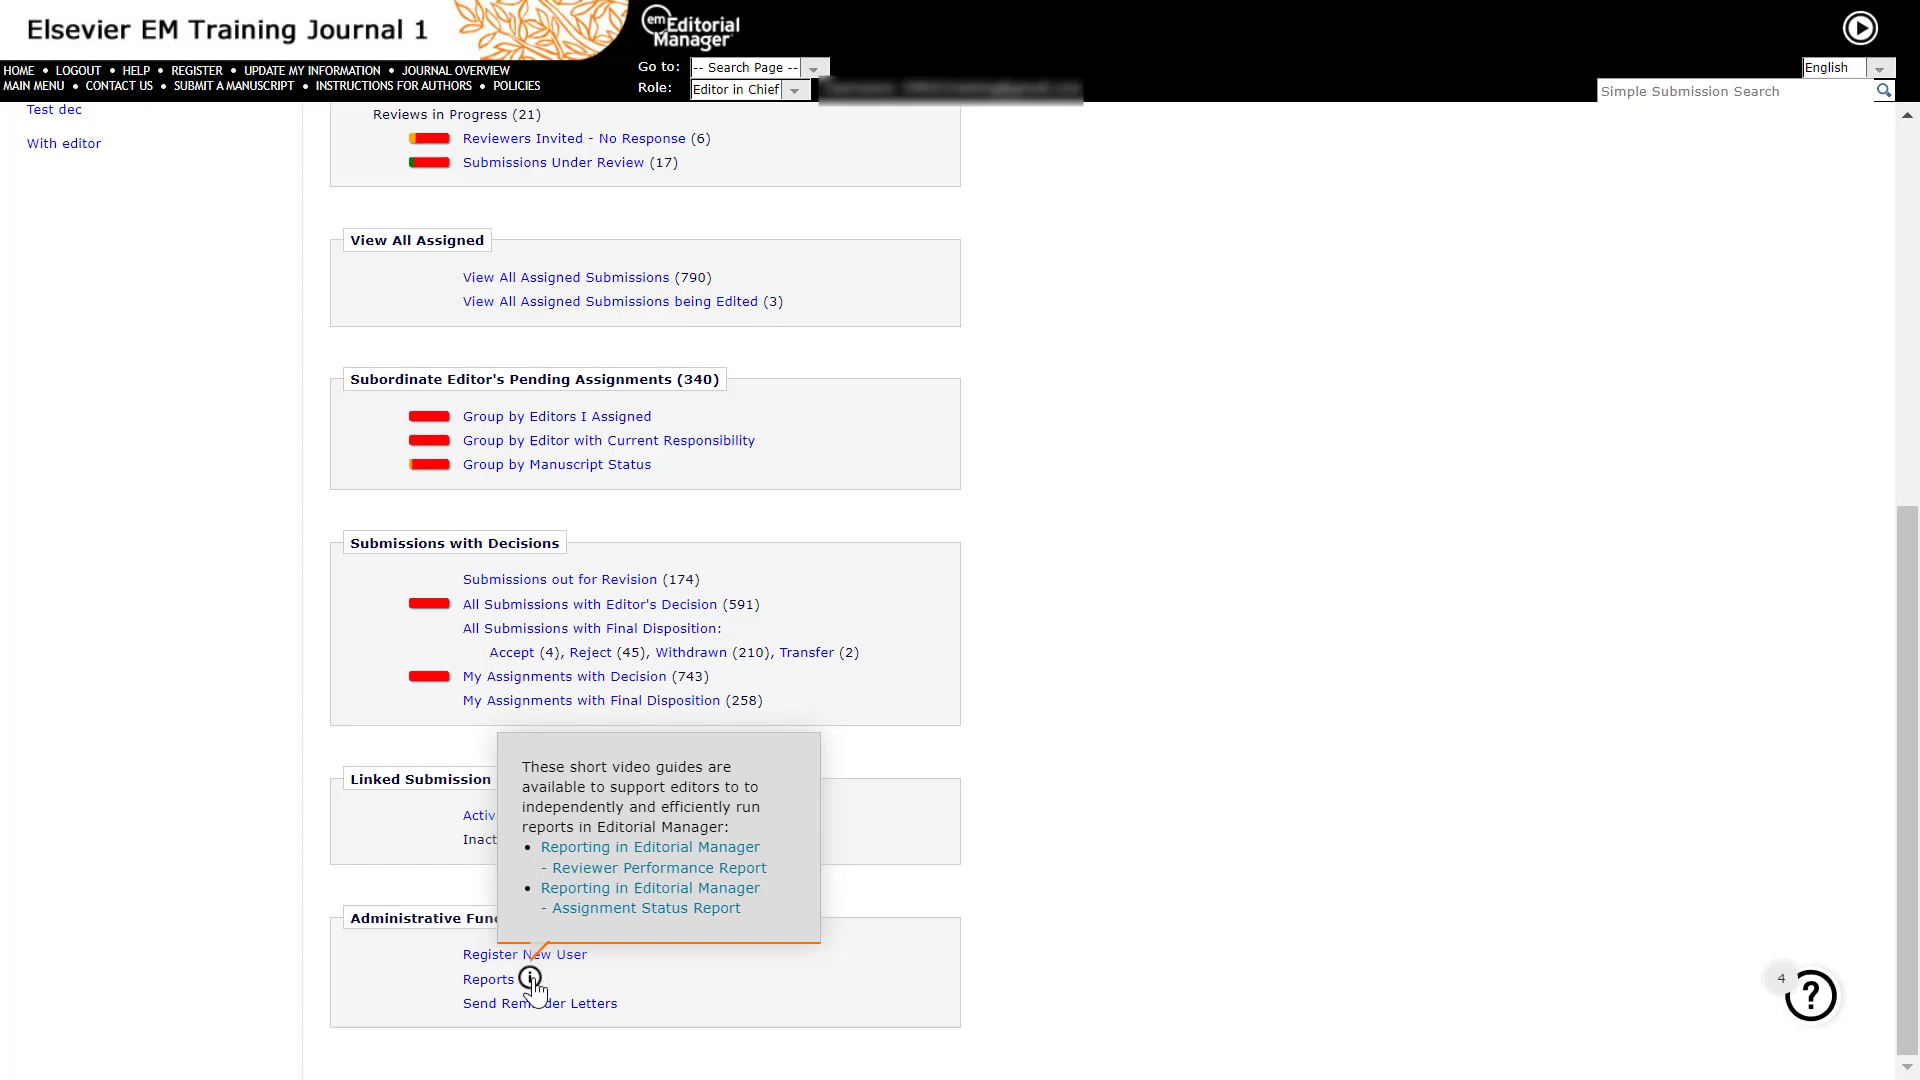 Elsevier EM Training Journal 1
em Editorial Manager®
HOME • LOGOUT • HELP • REGISTER • UPDATE MY INFORMATION • JOURNAL OVERVIEW
MAIN MENU • CONTACT US • SUBMIT A MANUSCRIPT • INSTRUCTIONS FOR AUTHORS • POLICIES
Go to: -- Search Page --
Role: Editor in Chief
English
Simple Submission Search
Test dec
With editor
Reviews in Progress (21)
Reviewers Invited - No Response (6)
Submissions Under Review (17)
View All Assigned
View All Assigned Submissions (790)
View All Assigned Submissions being Edited (3)
Subordinate Editor's Pending Assignments (340)
Group by Editors I Assigned
Group by Editor with Current Responsibility
Group by Manuscript Status
Submissions with Decisions
Submissions out for Revision (174)
All Submissions with Editor's Decision (591)
All Submissions with Final Disposition:
Accept (4), Reject (45), Withdrawn (210), Transfer (2)
My Assignments with Decision (743)
My Assignments with Final Disposition (258)
Linked Submission
Activ
Inact
These short video guides are
available to support editors to to
independently and efficiently run
reports in Editorial Manager:
• Reporting in Editorial Manager
- Reviewer Performance Report
• Reporting in Editorial Manager
- Assignment Status Report
Administrative Func
Register New User
Reports
Send Reminder Letters
4